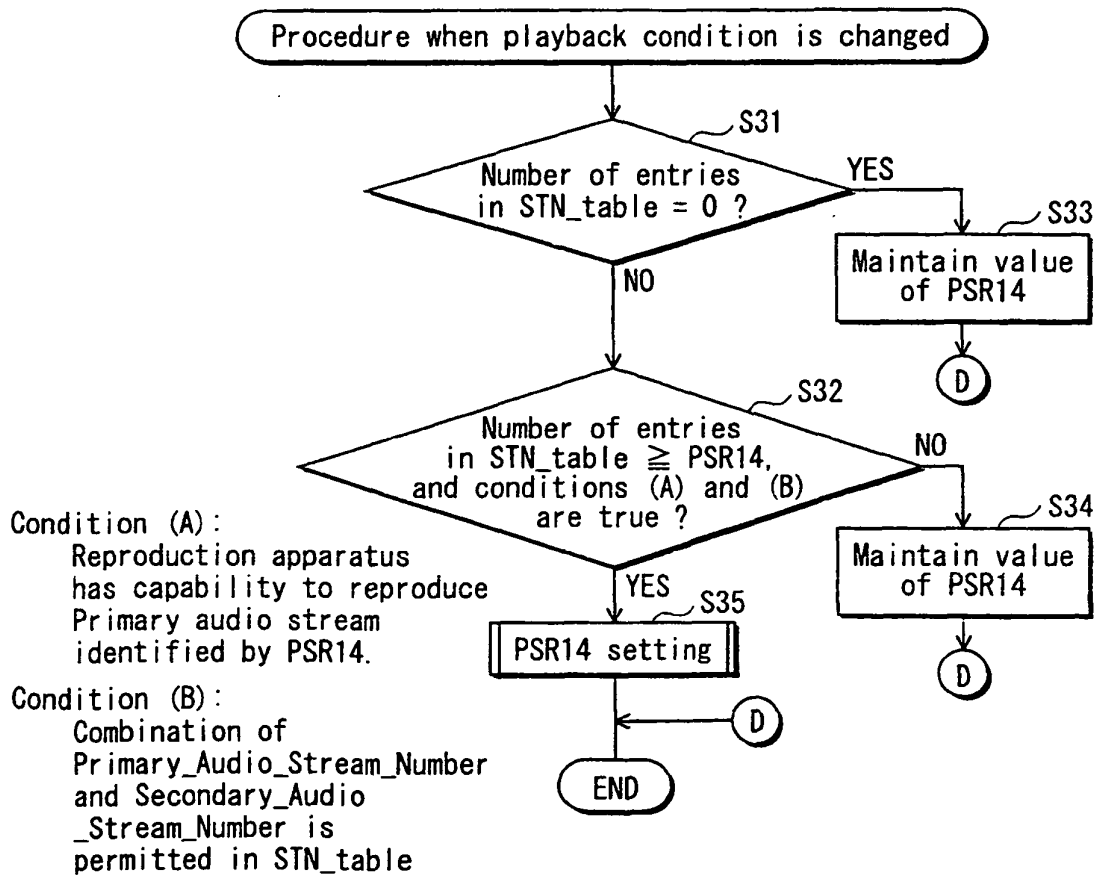 Procedure when playback condition is changed
S31
Number of entries
in STN_table = 0 ?
YES
S33
Maintain value
of PSR14
D
NO
S32
Number of entries
in STN_table ≧ PSR14,
and conditions (A) and (B)
are true ?
NO
S34
Maintain value
of PSR14
D
YES
S35
PSR14 setting
D
END
Condition (A):
Reproduction apparatus
has capability to reproduce
Primary audio stream
identified by PSR14.
Condition (B):
Combination of
Primary_Audio_Stream_Number
and Secondary_Audio
_Stream_Number is
permitted in STN_table